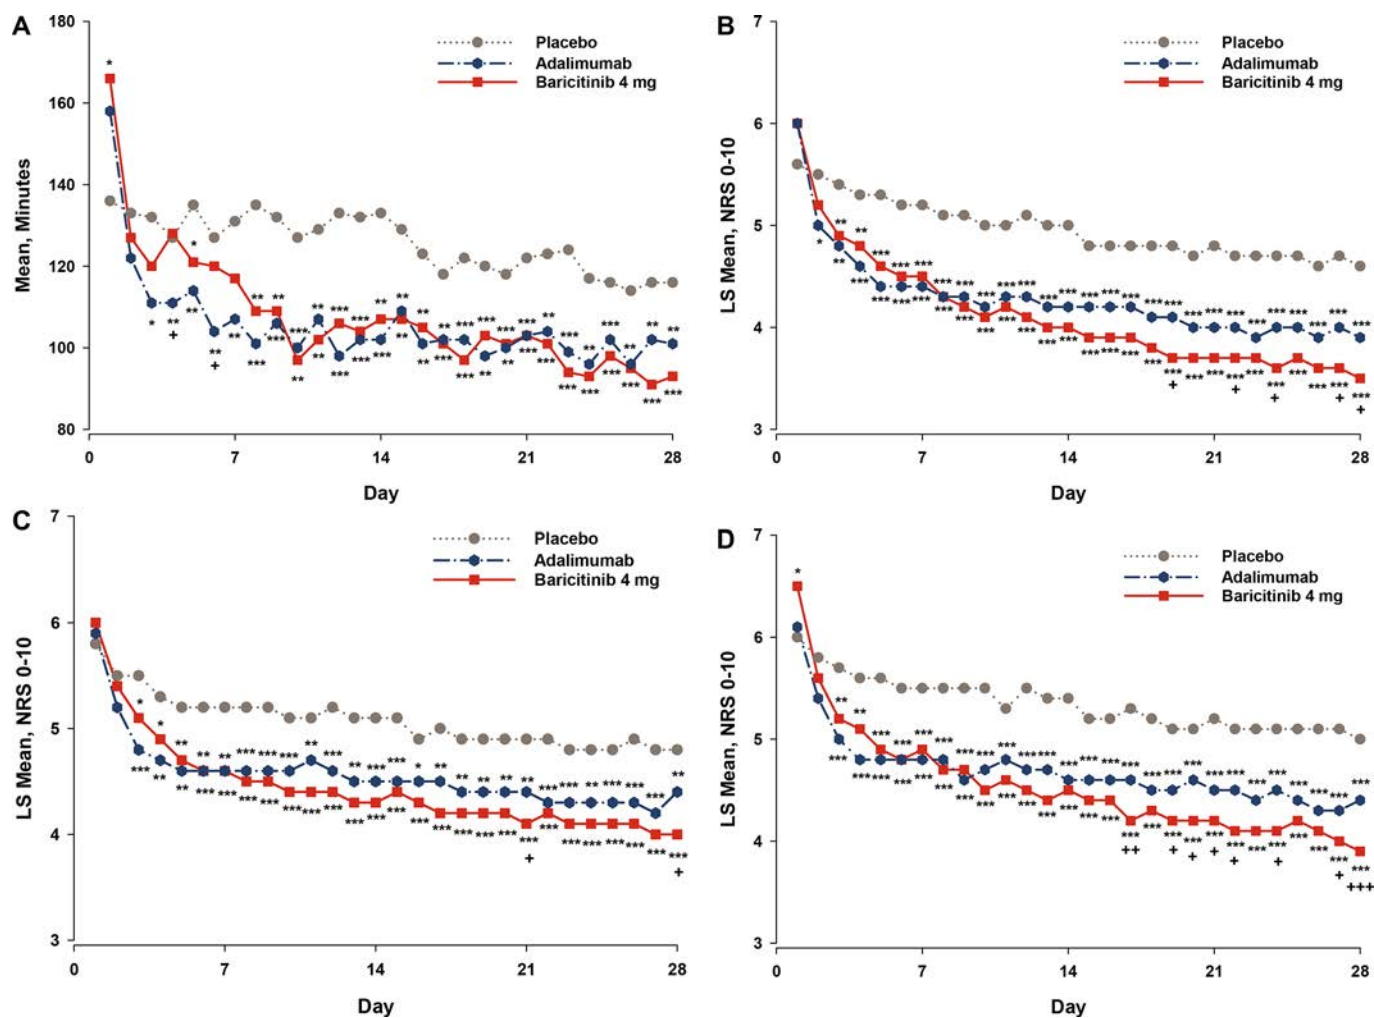 A
Mean, Minutes
180
160
140
120
100
80
0 7 14 21 28
Day
Placebo
Adalimumab
Baricitinib 4 mg
B
LS Mean, NRS 0-10
7
6
5
4
3
0 7 14 21 28
Day
Placebo
Adalimumab
Baricitinib 4 mg
C
LS Mean, NRS 0-10
7
6
5
4
3
0 7 14 21 28
Day
Placebo
Adalimumab
Baricitinib 4 mg
D
LS Mean, NRS 0-10
7
6
5
4
3
0 7 14 21 28
Day
Placebo
Adalimumab
Baricitinib 4 mg